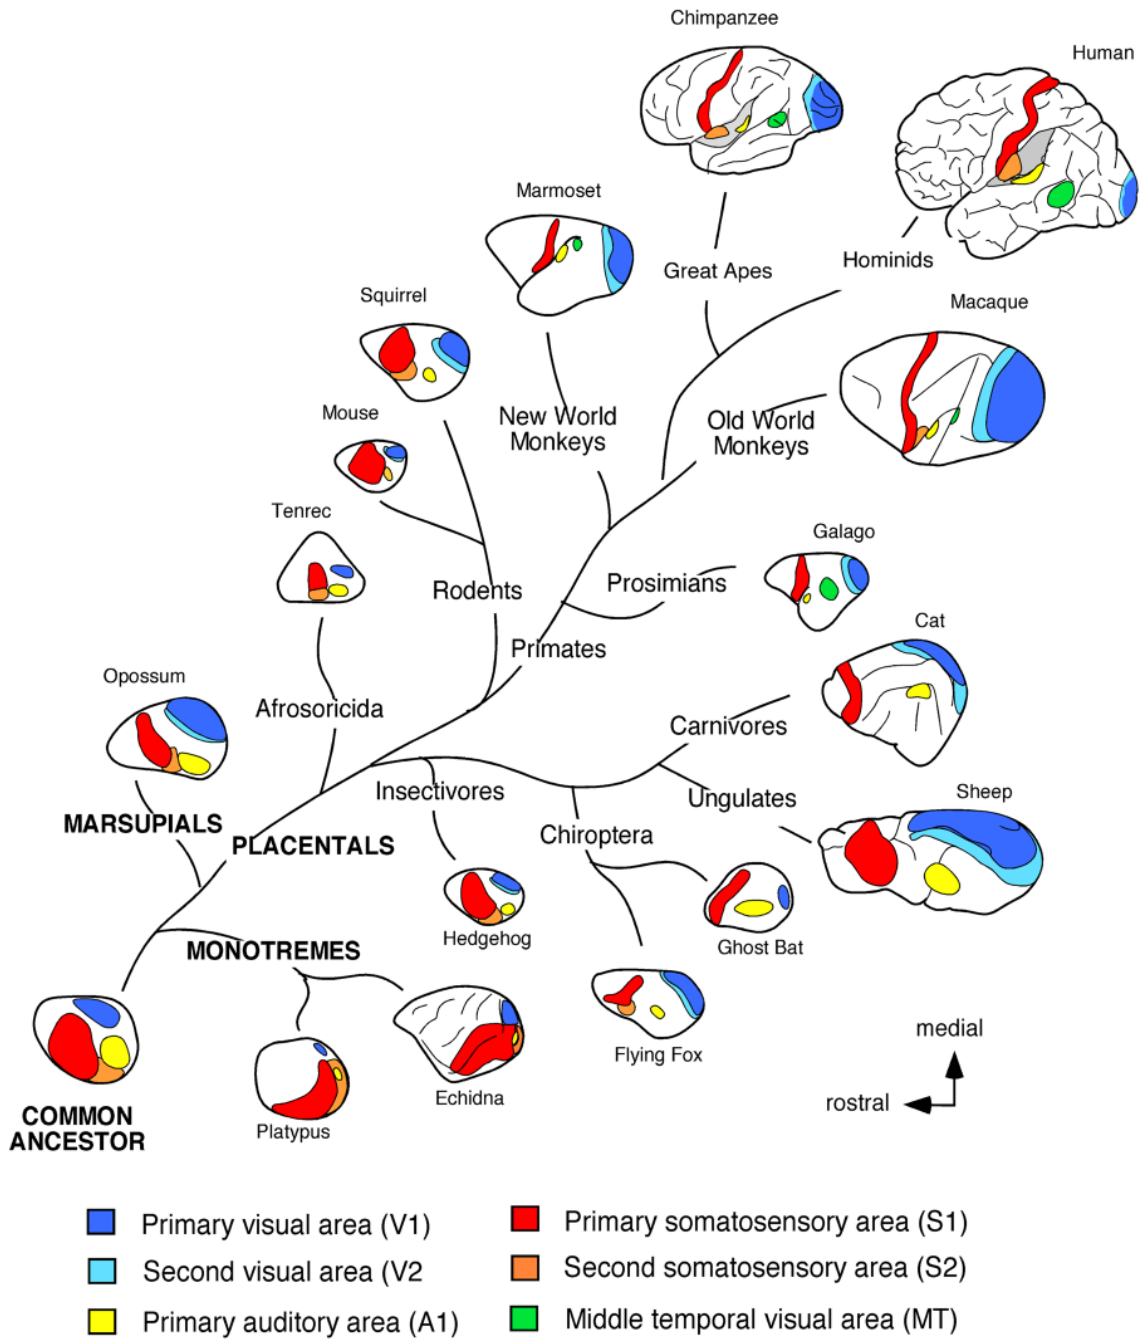 Chimpanzee
Human
Marmoset
Great Apes
Hominids
Squirrel
Macaque
Mouse
New World
Monkeys
Old World
Monkeys
Tenrec
Galago
Rodents
Prosimians
Primates
Cat
Opossum
Afrosoricida
Carnivores
Insectivores
Ungulates
Sheep
MARSUPIALS
PLACENTALS
Chiroptera
Hedgehog
Ghost Bat
MONOTREMES
Flying Fox
medial
rostral
Echidna
Platypus
COMMON
ANCESTOR
Primary visual area (V1)
Second visual area (V2
Primary auditory area (A1)
Primary somatosensory area (S1)
Second somatosensory area (S2)
Middle temporal visual area (MT)